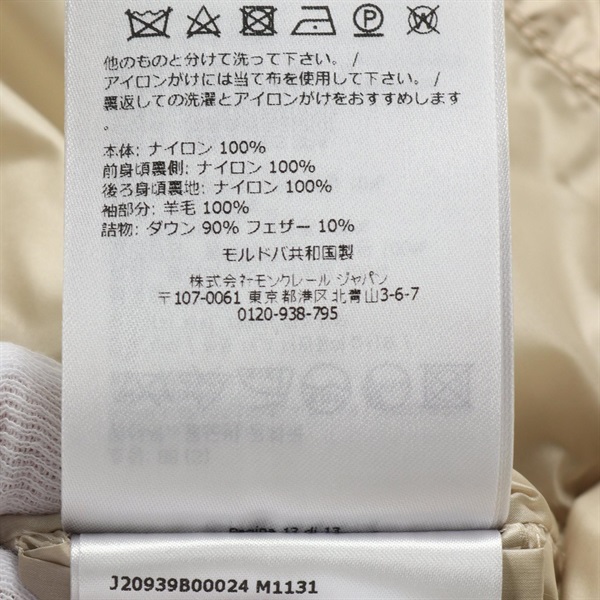 他のものと分けて洗って下さい。 /
アイロンがけには当て布を使用して下さい。 /
裏返しての洗濯とアイロンがけをおすすめします
。
本体: ナイロン 100%
前身頃裏側: ナイロン 100%
後ろ身頃裏地: ナイロン 100%
袖部分: 羊毛 100%
詰物: ダウン 90% フェザー 10%
モルドバ共和国製
株式会社モンクレール ジャパン
〒107-0061 東京都港区北青山3-6-7
0120-938-795
Pagina 13 di 13
J20939B00024 M1131